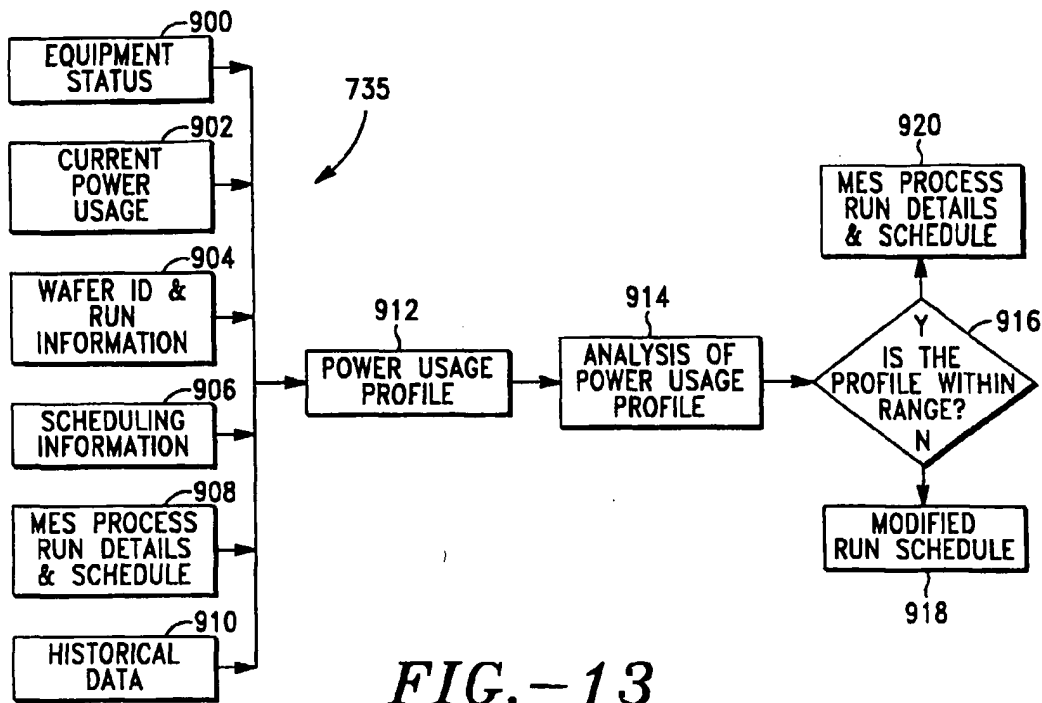 900
EQUIPMENT
STATUS
902
CURRENT
POWER
USAGE
904
WAFER ID &
RUN
INFORMATION
906
SCHEDULING
INFORMATION
908
MES PROCESS
RUN DETAILS
& SCHEDULE
910
HISTORICAL
DATA
735
912
POWER USAGE
PROFILE
914
ANALYSIS OF
POWER USAGE
PROFILE
920
MES PROCESS
RUN DETAILS
& SCHEDULE
916
Y
IS THE
PROFILE WITHIN
RANGE?
N
MODIFIED
RUN SCHEDULE
918
FIG.-13